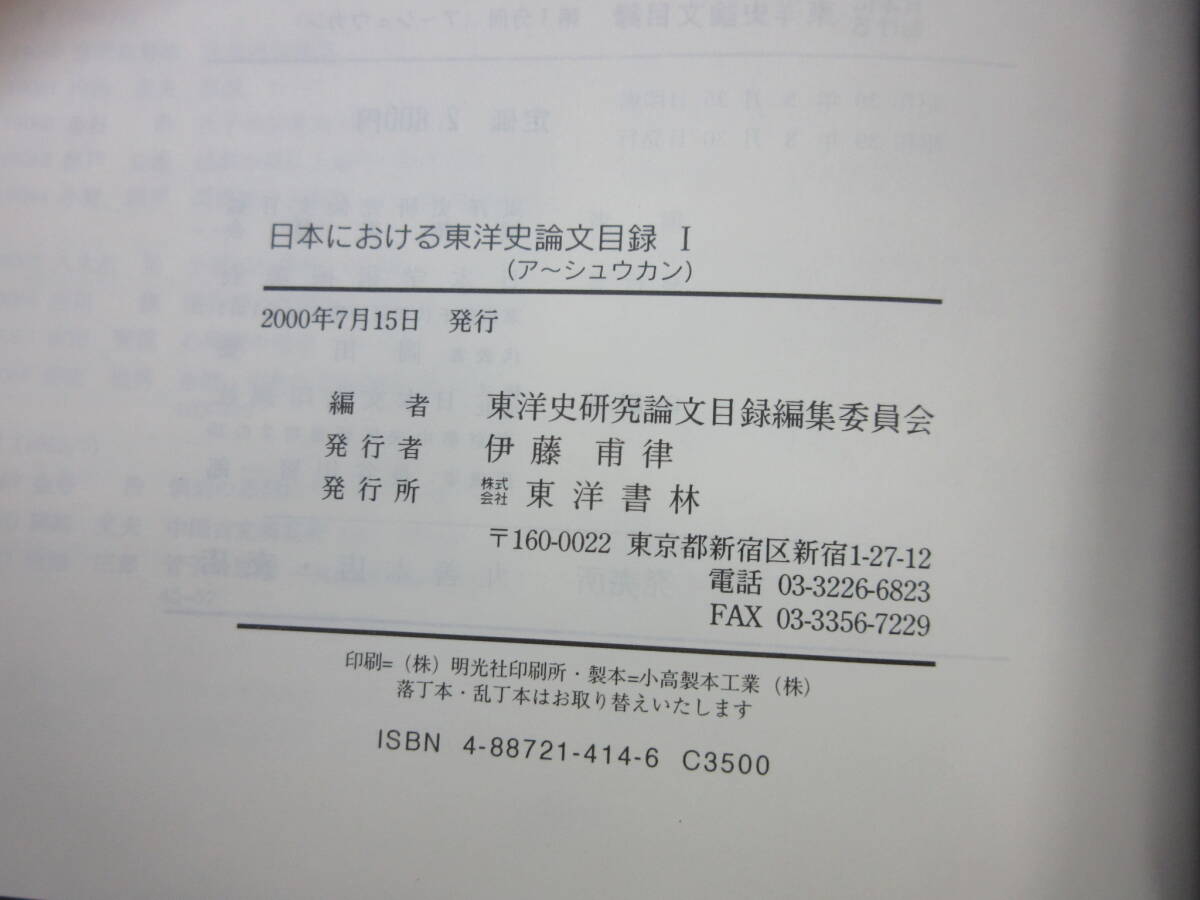 日本における東洋史論文目録 I
(ア～シュウカン)
2000年7月15日 発行
編者 東洋史研究論文目録編集委員会
発行者 伊藤甫律
発行所 株式会社 東洋書林
〒160-0022 東京都新宿区新宿1-27-12
電話 03-3226-6823
FAX 03-3356-7229
印刷=(株)明光社印刷所・製本=小高製本工業(株)
落丁本・乱丁本はお取り替えいたします
ISBN 4-88721-414-6 C3500